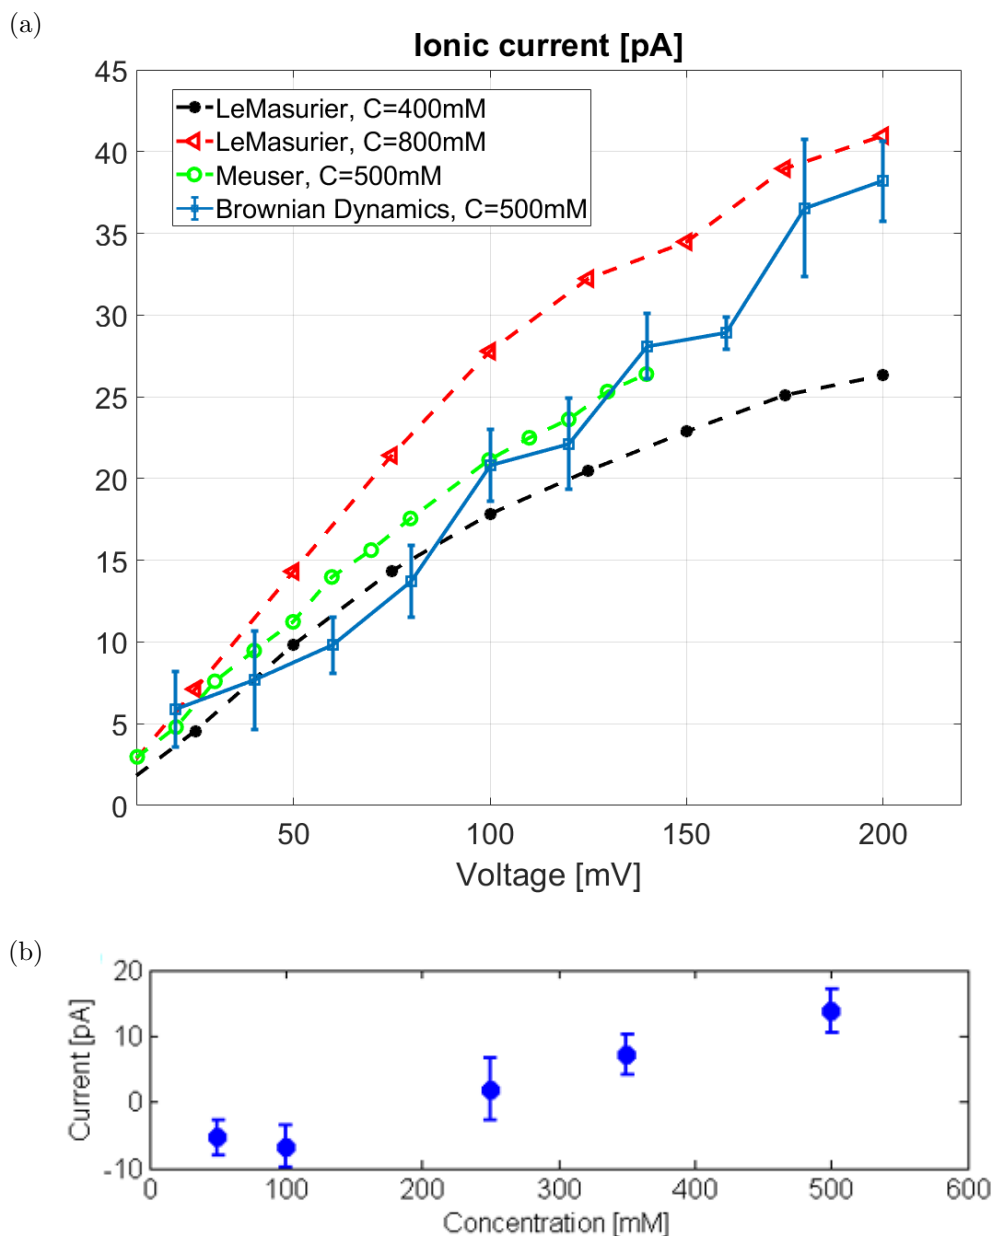 (a)
Ionic current [pA]
45
40
35
30
25
20
15
10
5
0
LeMasurier, C=400mM
LeMasurier, C=800mM
Meuser, C=500mM
Brownian Dynamics, C=500mM
50 100 150 200
Voltage [mV]
(b)
20
10
0
-10
Current [pA]
0 100 200 300 400 500 600
Concentration [mM]